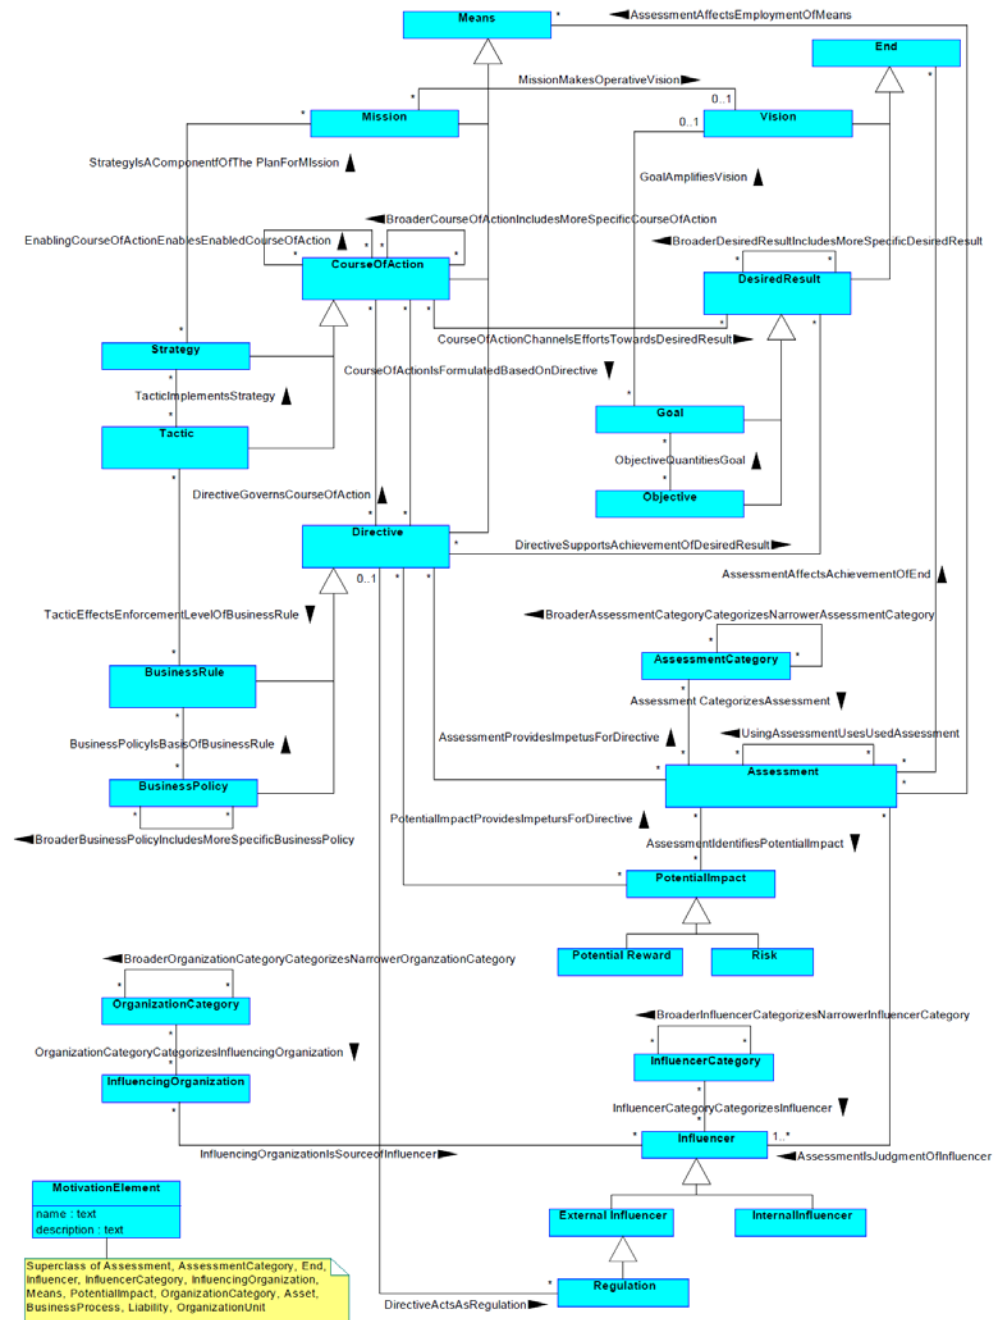 Means
* ◄AssessmentAffectsEmploymentOfMeans
End
*
MissionMakesOperativeVision►
*
0..1
* Mission
0..1 Vision
StrategyIsAComponentfOfThe PlanForMIssion ▲
GoalAmplifiesVision ▲
◄BroaderCourseOfActionIncludesMoreSpecificCourseOfAction
EnablingCourseOfActionEnablesEnabledCourseOfAction ▲
* * * *
◄BroaderDesiredResultIncludesMoreSpecificDesiredResult
* *
CourseOfAction
DesiredResult
* * * * *
CourseOfActionChannelsEffortsTowardsDesiredResult►
*
Strategy
*
CourseOfActionIsFormulatedBasedOnDirective ▼
TacticImplementsStrategy ▲
*
*
Goal
Tactic
*
ObjectiveQuantitiesGoal ▲
*
*
DirectiveGovernsCourseOfAction ▲
Objective
* *
Directive
*
DirectiveSupportsAchievementOfDesiredResult►
0..1 * *
AssessmentAffectsAchievementOfEnd ▲
TacticEffectsEnforcementLevelOfBusinessRule ▼
◄BroaderAssessmentCategoryCategorizesNarrowerAssessmentCategory
*
*
AssessmentCategory *
BusinessRule
*
Assessment CategorizesAssessment ▼
*
BusinessPolicyIsBasisOfBusinessRule ▲
AssessmentProvidesImpetusForDirective ▲
◄UsingAssessmentUsesUsedAssessment
*
* * * * *
Assessment
*
BusinessPolicy
* *
PotentialImpactProvidesImpetursForDirective ▲
* *
◄BroaderBusinessPolicyIncludesMoreSpecificBusinessPolicy
AssessmentIdentifiesPotentialImpact ▼
*
* PotentialImpact
Potential Reward
Risk
◄BroaderOrganizationCategoryCategorizesNarrowerOrganzationCategory
* *
OrganizationCategory
*
◄BroaderInfluencerCategorizesNarrowerInfluencerCategory
OrganizationCategoryCategorizesInfluencingOrganization ▼
* *
*
InfluencerCategory
InfluencingOrganization
*
*
InfluencerCategoryCategorizesInfluencer ▼
*
* Influencer 1..*
InfluencingOrganizationIsSourceofInfluencer►
◄AssessmentIsJudgmentOfInfluencer
MotivationElement
name : text
description : text
External Influencer
InternalInfluencer
Superclass of Assessment, AssessmentCategory, End,
Influencer, InfluencerCategory, InfluencingOrganization,
Means, PotentialImpact, OrganizationCategory, Asset,
BusinessProcess, Liability, OrganizationUnit
* Regulation
DirectiveActsAsRegulation►